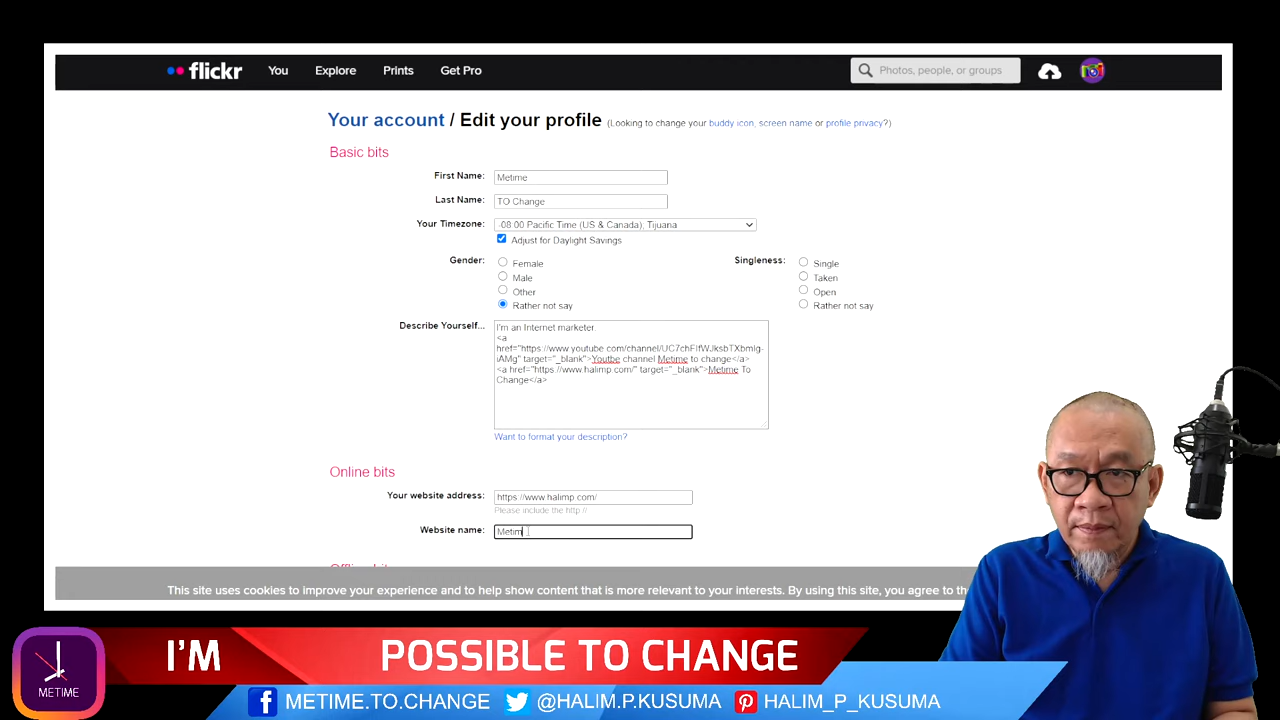 flickr You Explore Prints Get Pro Photos, people, or groups
Your account / Edit your profile (Looking to change your buddy icon, screen name or profile privacy?)
Basic bits
First Name: Metime
Last Name: TO Change
Your Timezone: -08:00 Pacific Time (US & Canada), Tijuana
Adjust for Daylight Savings
Gender: Female Singleness: Single
Male Taken
Other Open
Rather not say Rather not say
Describe Yourself... I'm an Internet marketer.
<a
href="https://www.youtube.com/channel/
target="_blank">Youtbe channel Metime to change</a>
<a href="https://www.halimp.com/" target="_blank">Metime To
Change</a>
Want to format your description?
Online bits
Your website address: https://www.halimp.com/
Please include the http://
Website name: Metim
This site uses cookies to improve your experience and to help show content that is more relevant to your interests. By using this site, you agree to the
I'M POSSIBLE TO CHANGE
METIME
METIME.TO.CHANGE @HALIM.P.KUSUMA HALIM_P_KUSUMA